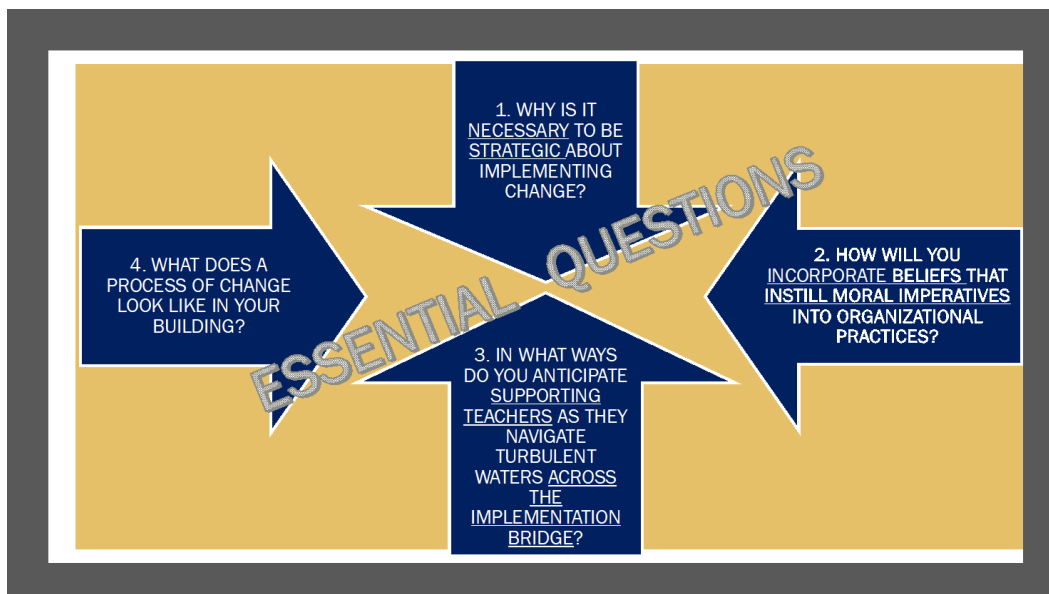 1. WHY IS IT
NECESSARY TO BE
STRATEGIC ABOUT
IMPLEMENTING
CHANGE?
ESSENTIAL QUESTIONS
2. HOW WILL YOU
INCORPORATE BELIEFS THAT
INSTILL MORAL IMPERATIVES
INTO ORGANIZATIONAL
PRACTICES?
3. IN WHAT WAYS
DO YOU ANTICIPATE
SUPPORTING
TEACHERS AS THEY
NAVIGATE
TURBULENT
WATERS ACROSS
THE
IMPLEMENTATION
BRIDGE?
4. WHAT DOES A
PROCESS OF CHANGE
LOOK LIKE IN YOUR
BUILDING?